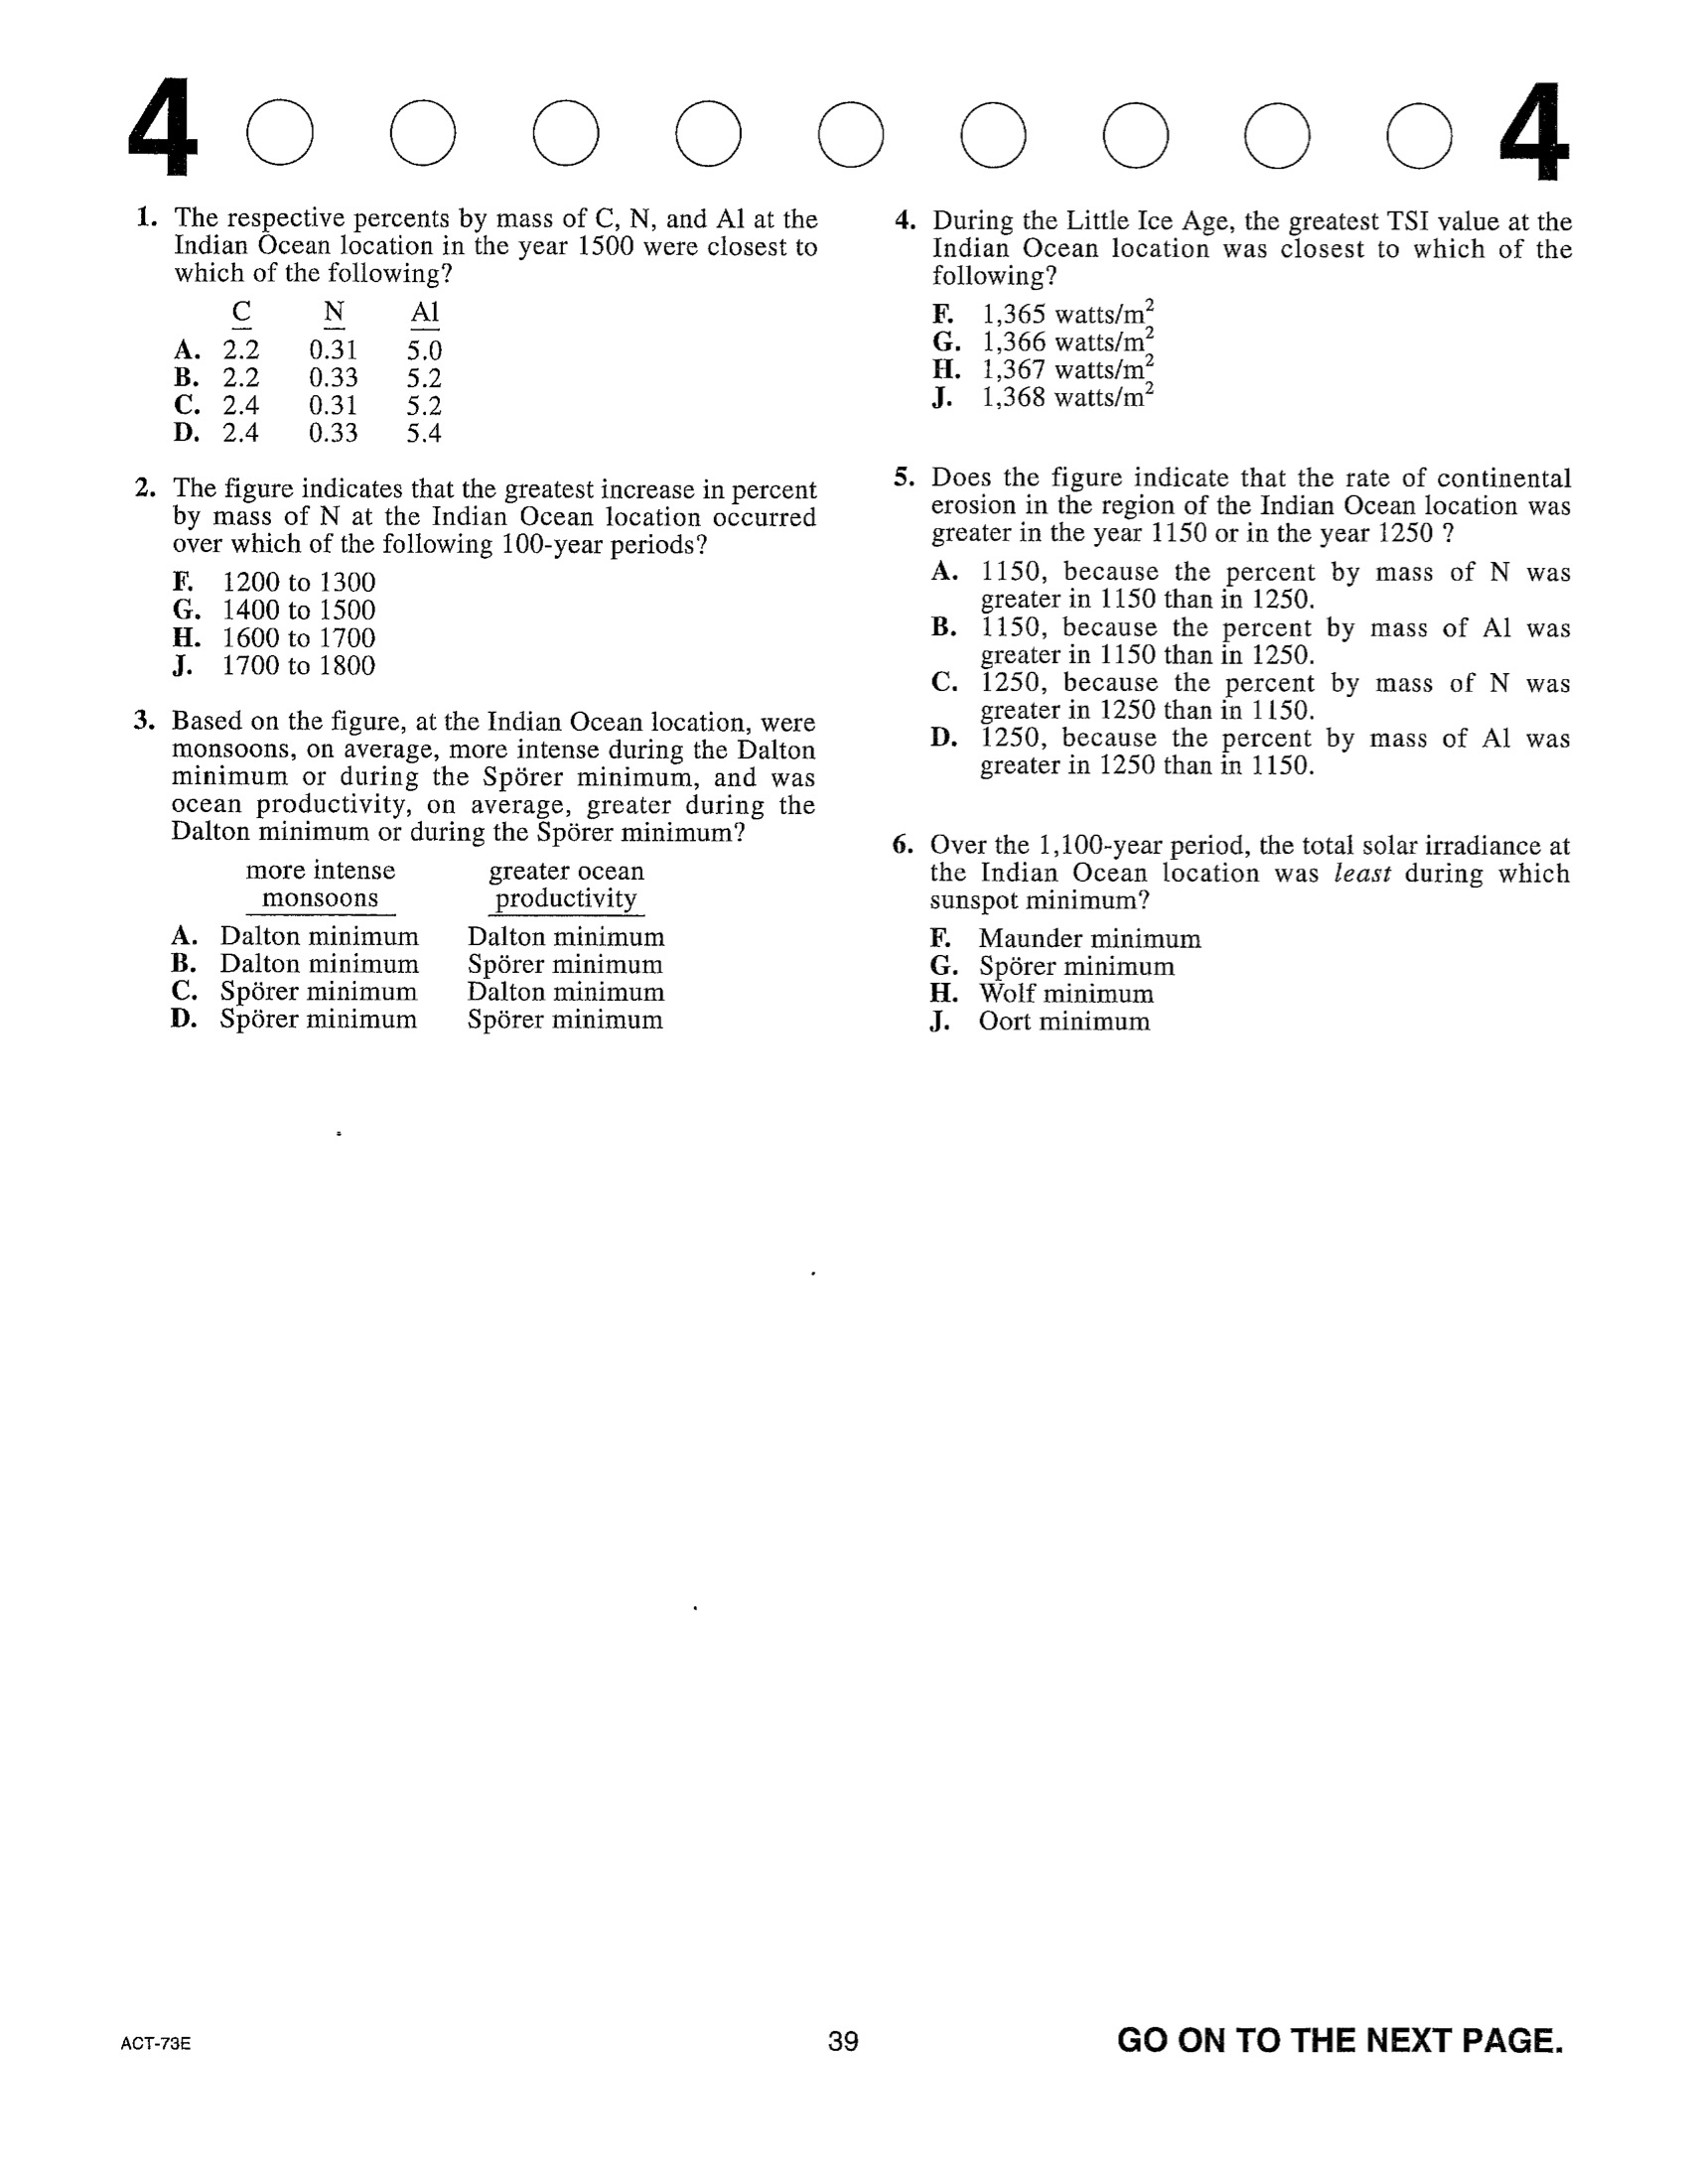 4 4
1. The respective percents by mass of C, N, and Al at the
Indian Ocean location in the year 1500 were closest to
which of the following?
C N Al
A. 2.2 0.31 5.0
B. 2.2 0.33 5.2
C. 2.4 0.31 5.2
D. 2.4 0.33 5.4
2. The figure indicates that the greatest increase in percent
by mass of N at the Indian Ocean location occurred
over which of the following 100-year periods?
F. 1200 to 1300
G. 1400 to 1500
H. 1600 to 1700
J. 1700 to 1800
3. Based on the figure, at the Indian Ocean location, were
monsoons, on average, more intense during the Dalton
minimum or during the Spörer minimum, and was
ocean productivity, on average, greater during the
Dalton minimum or during the Spörer minimum?
more intense greater ocean
monsoons productivity
A. Dalton minimum Dalton minimum
B. Dalton minimum Spörer minimum
C. Spörer minimum Dalton minimum
D. Spörer minimum Spörer minimum
4. During the Little Ice Age, the greatest TSI value at the
Indian Ocean location was closest to which of the
following?
F. 1,365 watts/m²
G. 1,366 watts/m²
H. 1,367 watts/m²
J. 1,368 watts/m²
5. Does the figure indicate that the rate of continental
erosion in the region of the Indian Ocean location was
greater in the year 1150 or in the year 1250 ?
A. 1150, because the percent by mass of N was
greater in 1150 than in 1250.
B. 1150, because the percent by mass of Al was
greater in 1150 than in 1250.
C. 1250, because the percent by mass of N was
greater in 1250 than in 1150.
D. 1250, because the percent by mass of Al was
greater in 1250 than in 1150.
6. Over the 1,100-year period, the total solar irradiance at
the Indian Ocean location was least during which
sunspot minimum?
F. Maunder minimum
G. Spörer minimum
H. Wolf minimum
J. Oort minimum
ACT-73E 39 GO ON TO THE NEXT PAGE.